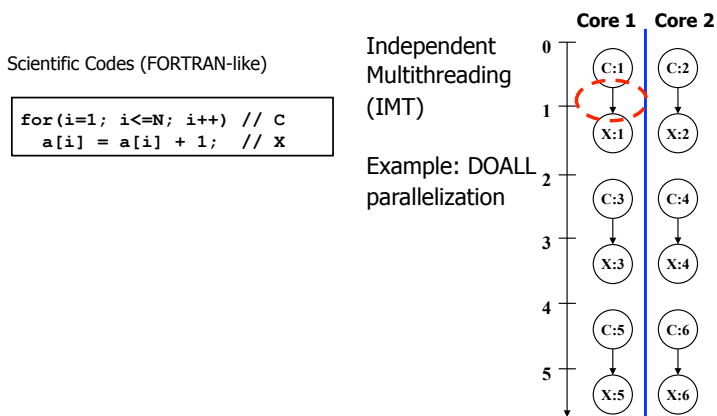 Scientific Codes (FORTRAN-like)
for(i=1; i<=N; i++) // C
a[i] = a[i] + 1; // X
Independent
Multithreading
(IMT)
Example: DOALL
parallelization
Core 1 Core 2
0
C:1 C:2
1
X:1 X:2
2
C:3 C:4
3
X:3 X:4
4
C:5 C:6
5
X:5 X:6